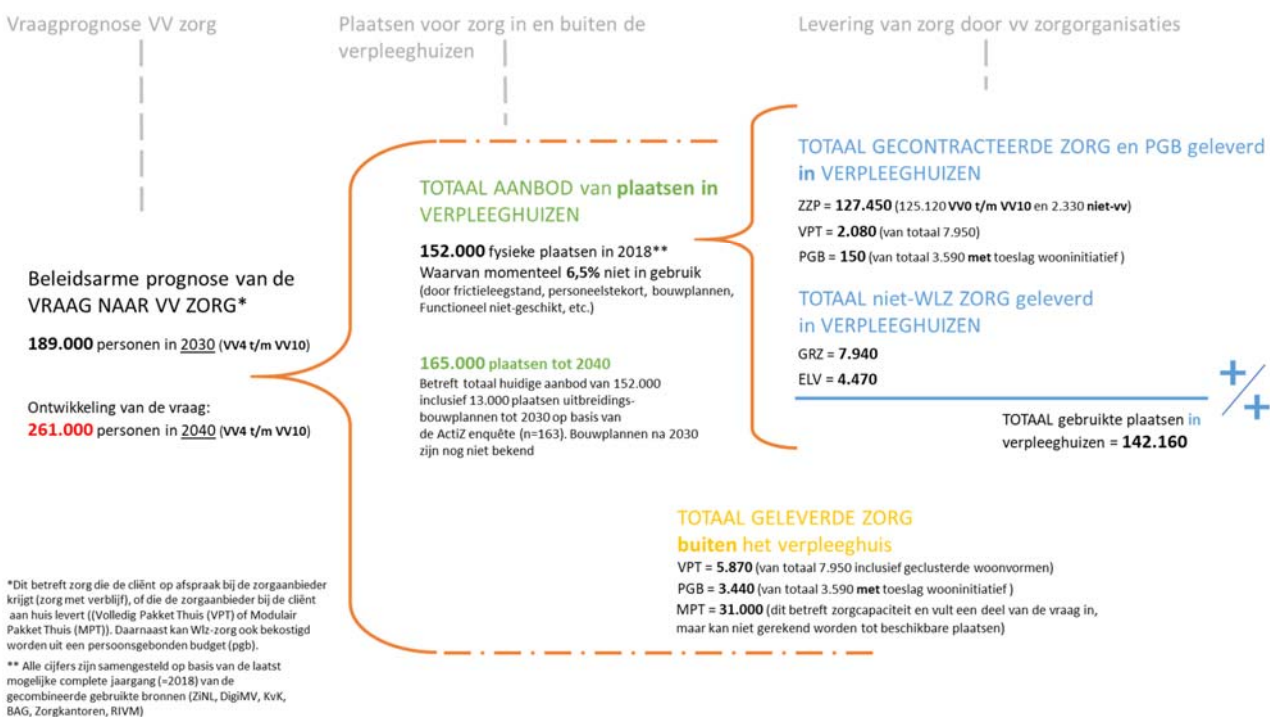 Vraagprognose VV zorg
Plaatsen voor zorg in en buiten de
verpleeghuizen
Levering van zorg door vv zorgorganisaties
Beleidsarme prognose van de
VRAAG NAAR VV ZORG*
189.000 personen in 2030 (VV4 t/m VV10)
Ontwikkeling van de vraag:
261.000 personen in 2040 (VV4 t/m VV10)
*Dit betreft zorg die de cliënt op afspraak bij de zorgaanbieder
krijgt (zorg met verblijf), of die de zorgaanbieder bij de cliënt
aan huis levert ((Volledig Pakket Thuis (VPT) of Modulair
Pakket Thuis (MPT)). Daarnaast kan Wlz-zorg ook bekostigd
worden uit een persoonsgebonden budget (pgb).
** Alle cijfers zijn samengesteld op basis van de laatst
mogelijke complete jaargang (=2018) van de
gecombineerde gebruikte bronnen (ZiNL, DigiMV, KvK,
BAG, Zorgkantoren, RIVM)
TOTAAL AANBOD van plaatsen in
VERPLEEGHUIZEN
152.000 fysieke plaatsen in 2018**
Waarvan momenteel 6,5% niet in gebruik
(door frictieleegstand, personeelstekort, bouwplannen,
Functioneel niet-geschikt, etc.)
165.000 plaatsen tot 2040
Betreft totaal huidige aanbod van 152.000
inclusief 13.000 plaatsen uitbreidings-
bouwplannen tot 2030 op basis van
de ActiZ enquête (n=163). Bouwplannen na 2030
zijn nog niet bekend
TOTAAL GECONTRACTEERDE ZORG en PGB geleverd
in VERPLEEGHUIZEN
ZZP = 127.450 (125.120 VV0 t/m VV10 en 2.330 niet-vv)
VPT = 2.080 (van totaal 7.950)
PGB = 150 (van totaal 3.590 met toeslag wooninitiatief )
TOTAAL niet-WLZ ZORG geleverd
in VERPLEEGHUIZEN
GRZ = 7.940
ELV = 4.470
+/+
TOTAAL gebruikte plaatsen in
verpleeghuizen = 142.160
TOTAAL GELEVERDE ZORG
buiten het verpleeghuis
VPT = 5.870 (van totaal 7.950 inclusief geclusterde woonvormen)
PGB = 3.440 (van totaal 3.590 met toeslag wooninitiatief )
MPT = 31.000 (dit betreft zorgcapaciteit en vult een deel van de vraag in,
maar kan niet gerekend worden tot beschikbare plaatsen)